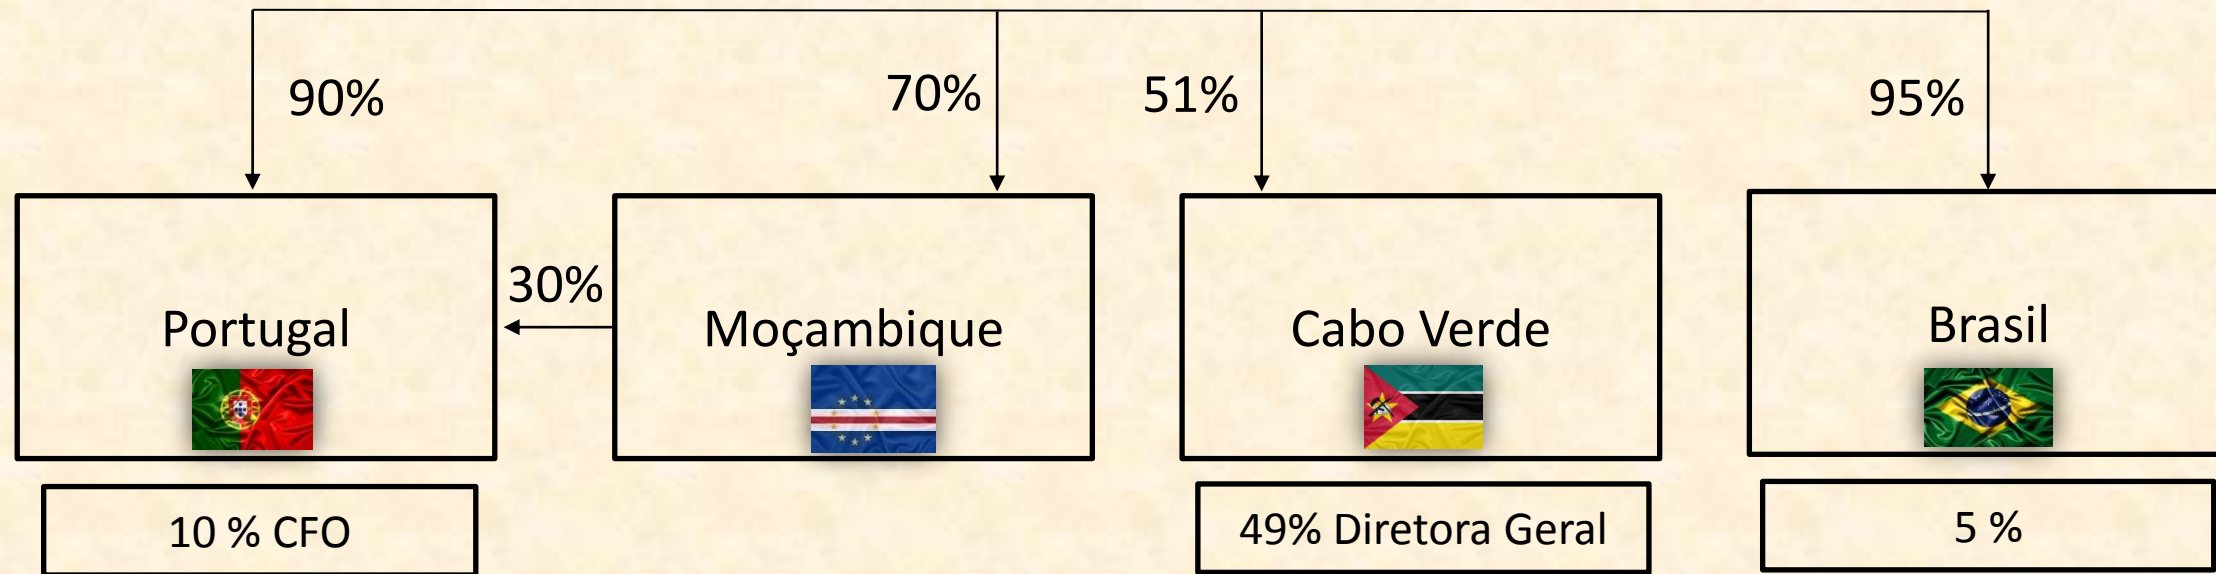 90%
70%
51%
95%
30%
Portugal
Moçambique
Cabo Verde
Brasil
10 % CFO
49% Diretora Geral
5 %